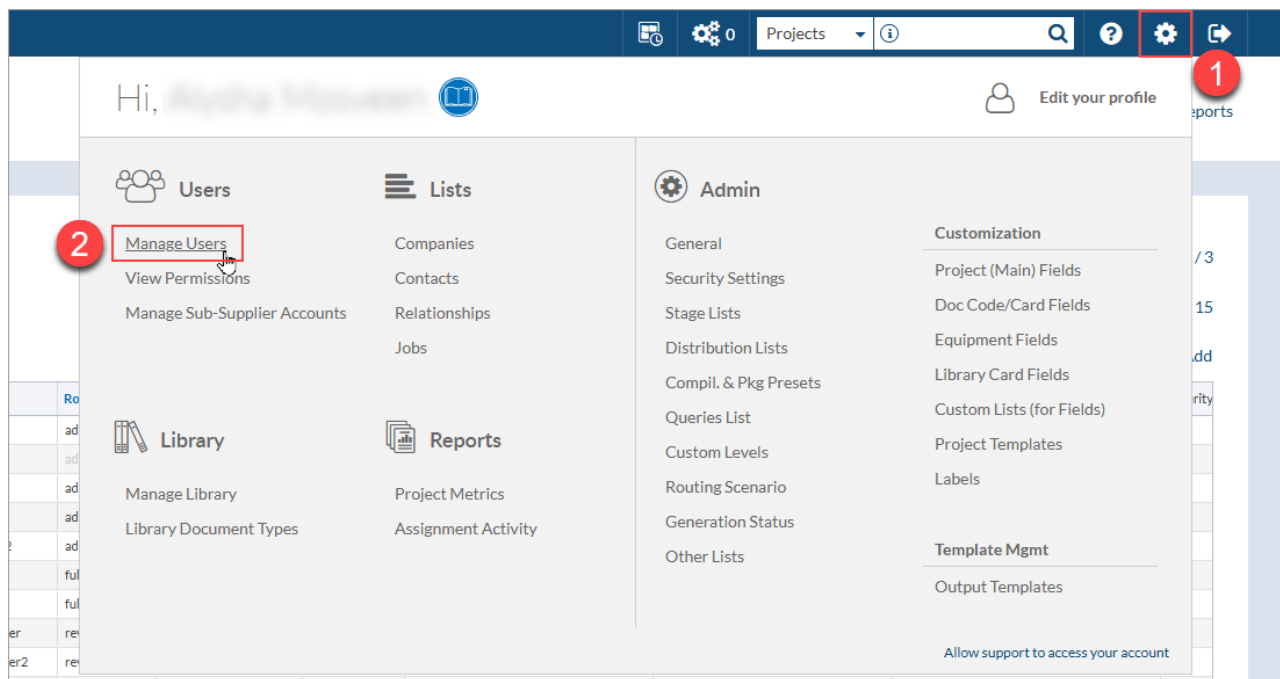 0 Projects
1
Hi,
Edit your profile
eports
Users
Lists
Admin
2
Manage Users
View Permissions
Manage Sub-Supplier Accounts
Companies
Contacts
Relationships
Jobs
General
Security Settings
Stage Lists
Distribution Lists
Compil. & Pkg Presets
Queries List
Custom Levels
Routing Scenario
Generation Status
Other Lists
Customization
Project (Main) Fields
Doc Code/Card Fields
Equipment Fields
Library Card Fields
Custom Lists (for Fields)
Project Templates
Labels
Template Mgmt
Output Templates
Library
Manage Library
Library Document Types
Reports
Project Metrics
Assignment Activity
Allow support to access your account
/ 3
15
Add
Ro
rity
ad
ad
ad
ad
ad
ful
ful
er rev
er2 rev